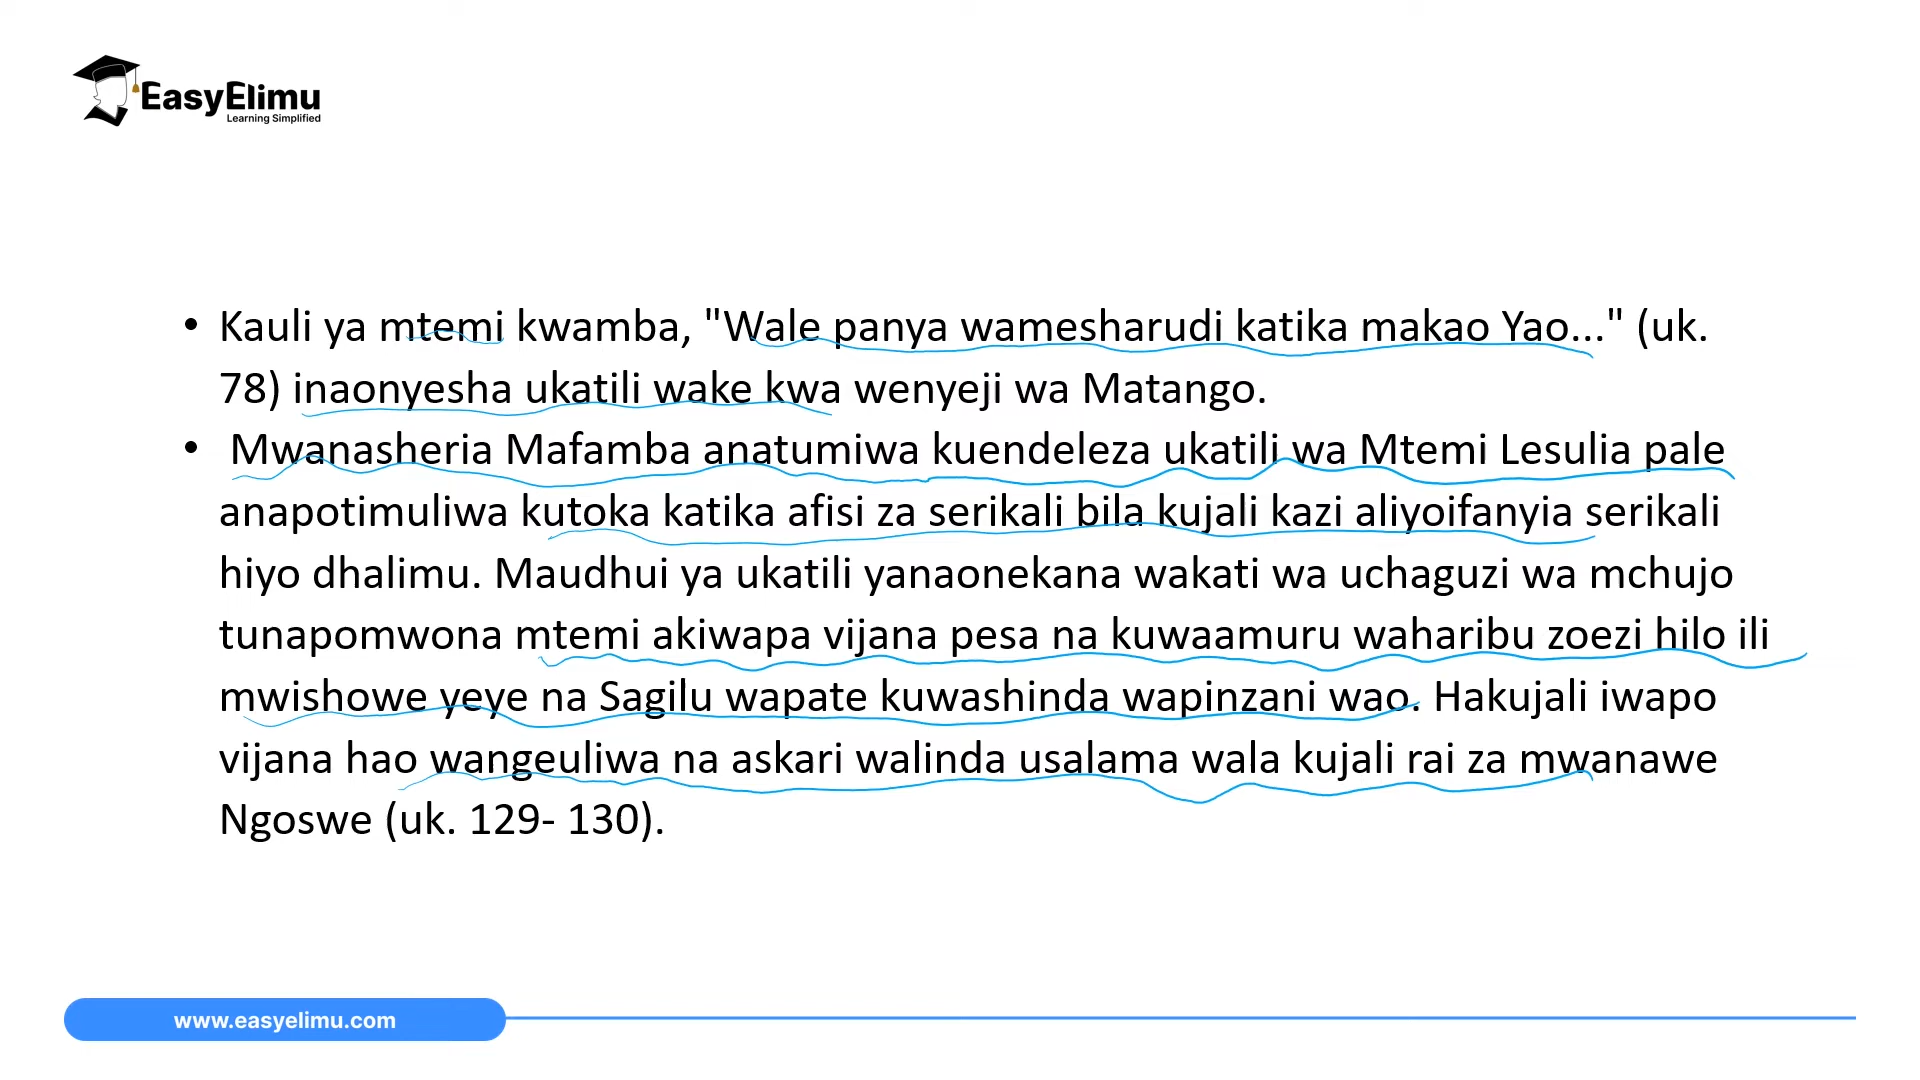 EasyElimu
Learning Simplified
• Kauli ya mtemi kwamba, "Wale panya wamesharudi katika makao Yao..." (uk.
78) inaonyesha ukatili wake kwa wenyeji wa Matango.
• Mwanasheria Mafamba anatumiwa kuendeleza ukatili wa Mtemi Lesulia pale
anapotimuliwa kutoka katika afisi za serikali bila kujali kazi aliyoifanyia serikali
hiyo dhalimu. Maudhui ya ukatili yanaonekana wakati wa uchaguzi wa mchujo
tunapomwona mtemi akiwapa vijana pesa na kuwaamuru waharibu zoezi hilo ili
mwishowe yeye na Sagilu wapate kuwashinda wapinzani wao. Hakujali iwapo
vijana hao wangeuliwa na askari walinda usalama wala kujali rai za mwanawe
Ngoswe (uk. 129- 130).
www.easyelimu.com